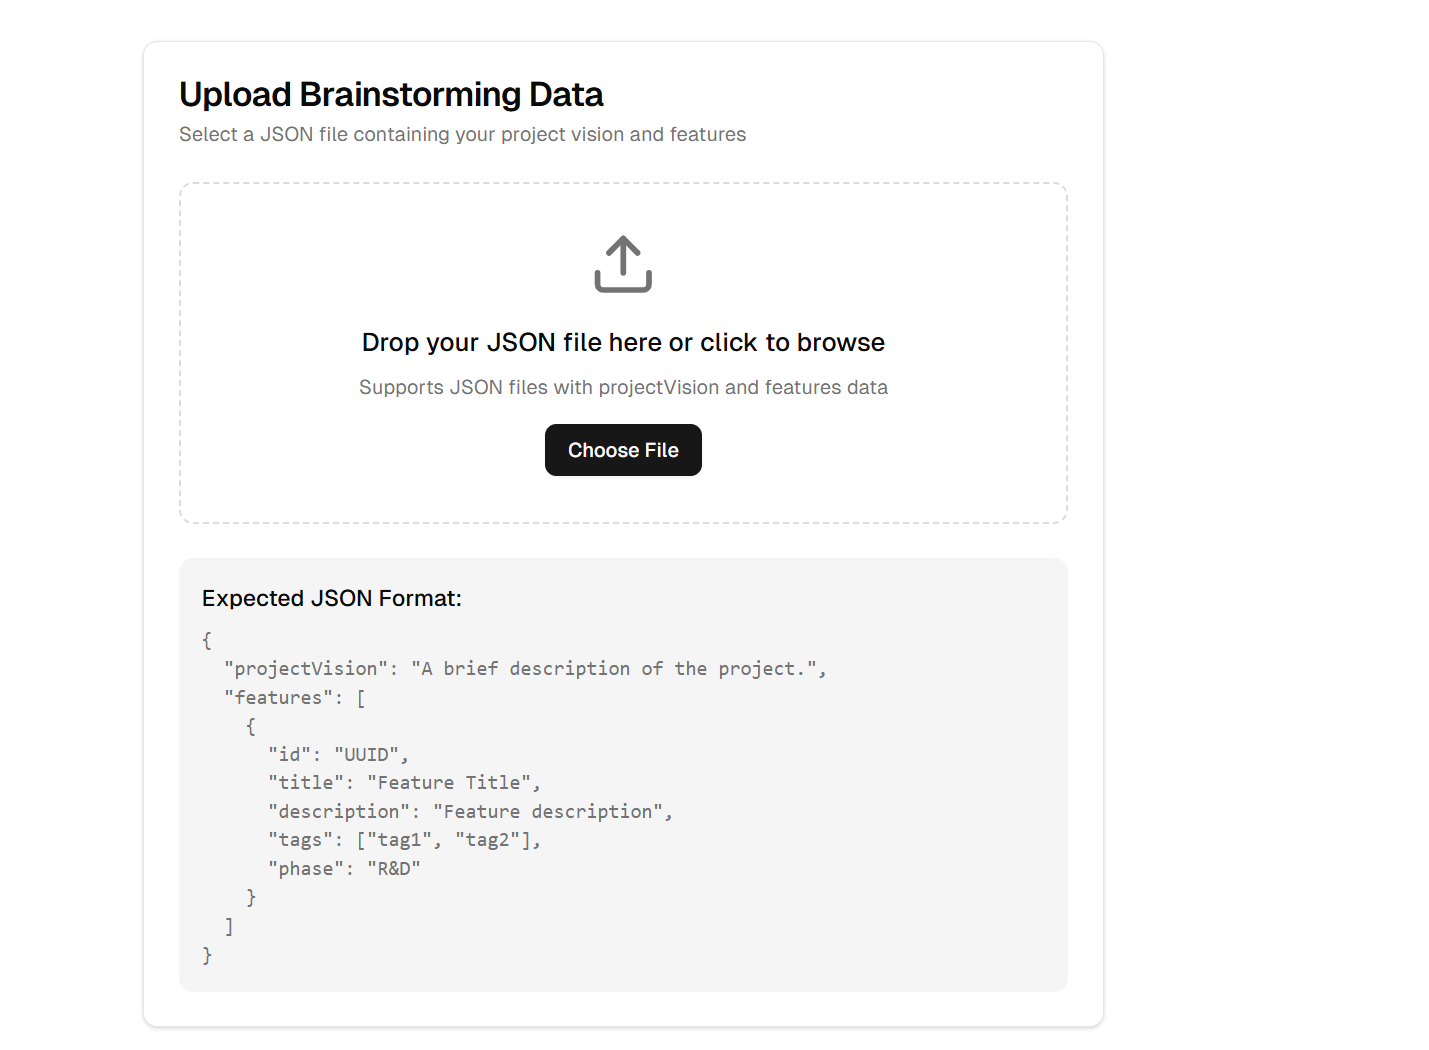 Upload Brainstorming Data
Select a JSON file containing your project vision and features
Drop your JSON file here or click to browse
Supports JSON files with projectVision and features data
Choose File
Expected JSON Format:
{
  "projectVision": "A brief description of the project.",
  "features": [
    {
      "id": "UUID",
      "title": "Feature Title",
      "description": "Feature description",
      "tags": ["tag1", "tag2"],
      "phase": "R&D"
    }
  ]
}